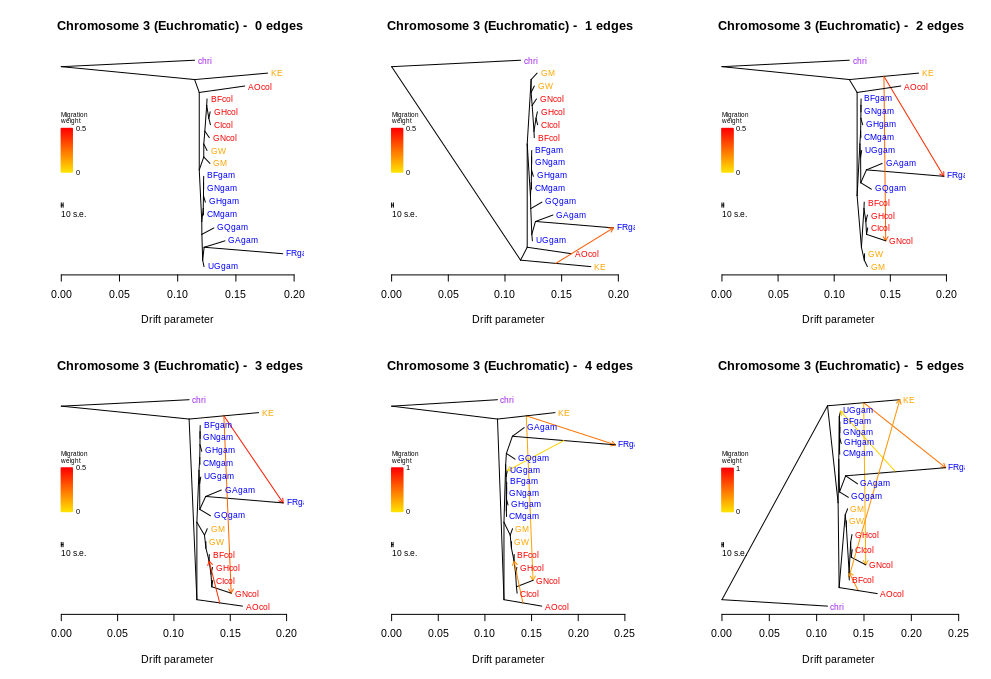 Chromosome 3 (Euchromatic) - 0 edges
chri
KE
AOcol
BFcol
GHcol
CIcol
GNcol
GW
GM
BFgam
GNgam
GHgam
CMgam
GQgam
GAgam
FRga
UGgam
Migration
weight
0.5
0
10 s.e.
0.00 0.05 0.10 0.15 0.20
Drift parameter
Chromosome 3 (Euchromatic) - 1 edges
chri
GM
GW
GNcol
GHcol
CIcol
BFcol
BFgam
GNgam
GHgam
CMgam
GQgam
GAgam
FRga
UGgam
AOcol
KE
Migration
weight
0.5
0
10 s.e.
0.00 0.05 0.10 0.15 0.20
Drift parameter
Chromosome 3 (Euchromatic) - 2 edges
chri
KE
AOcol
BFgam
GNgam
GHgam
CMgam
UGgam
GAgam
FRga
GQgam
BFcol
GHcol
CIcol
GNcol
GW
GM
Migration
weight
0.5
0
10 s.e.
0.00 0.05 0.10 0.15 0.20
Drift parameter
Chromosome 3 (Euchromatic) - 3 edges
chri
KE
BFgam
GNgam
GHgam
CMgam
UGgam
GAgam
FRga
GQgam
GM
GW
BFcol
GHcol
CIcol
GNcol
AOcol
Migration
weight
0.5
0
10 s.e.
0.00 0.05 0.10 0.15 0.20
Drift parameter
Chromosome 3 (Euchromatic) - 4 edges
chri
KE
GAgam
FRga
GQgam
UGgam
BFgam
GNgam
GHgam
CMgam
GM
GW
BFcol
GHcol
GNcol
CIcol
AOcol
Migration
weight
1
0
10 s.e.
0.00 0.05 0.10 0.15 0.20 0.25
Drift parameter
Chromosome 3 (Euchromatic) - 5 edges
KE
UGgam
BFgam
GNgam
GHgam
CMgam
FRga
GAgam
GQgam
GM
GW
GHcol
CIcol
GNcol
BFcol
AOcol
chri
Migration
weight
1
0
10 s.e.
0.00 0.05 0.10 0.15 0.20 0.25
Drift parameter